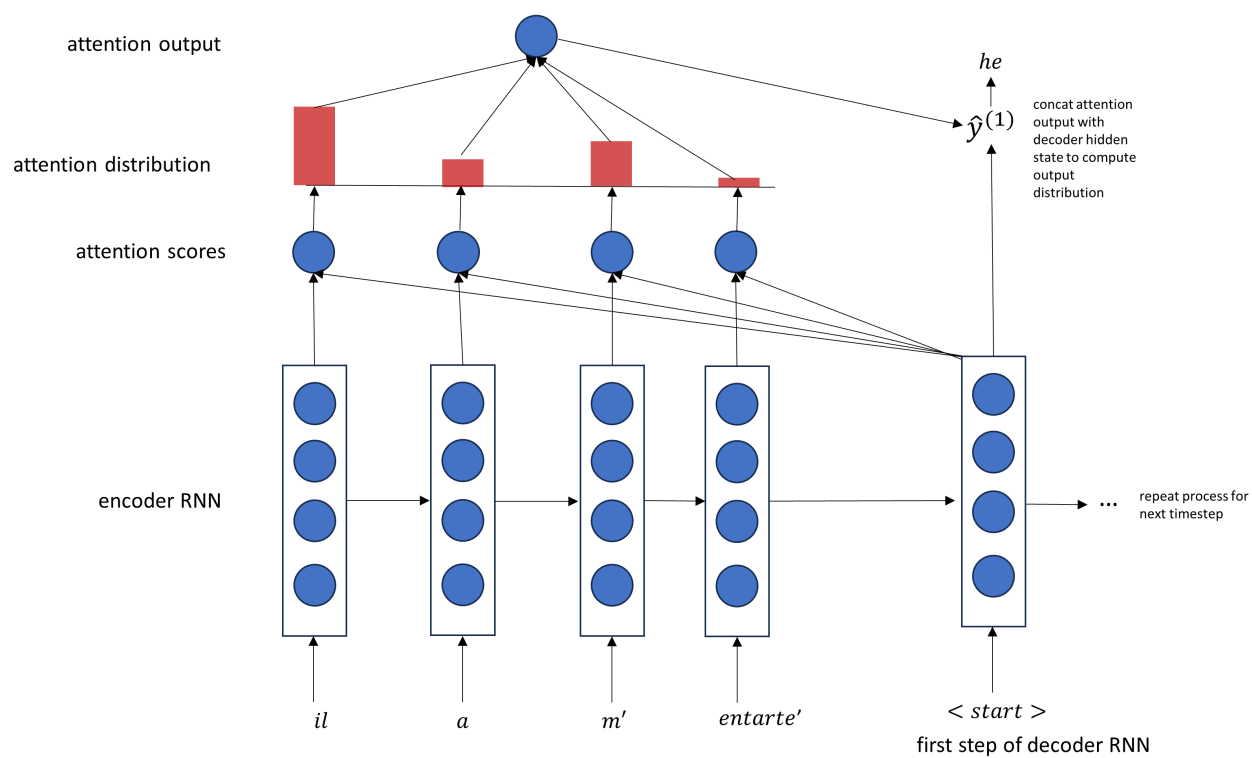 attention output
he
ŷ⁽¹⁾
concat attention
output with
decoder hidden
state to compute
output
distribution
attention distribution
attention scores
encoder RNN
...
repeat process for
next timestep
il
a
m′
entarte’
< start >
first step of decoder RNN